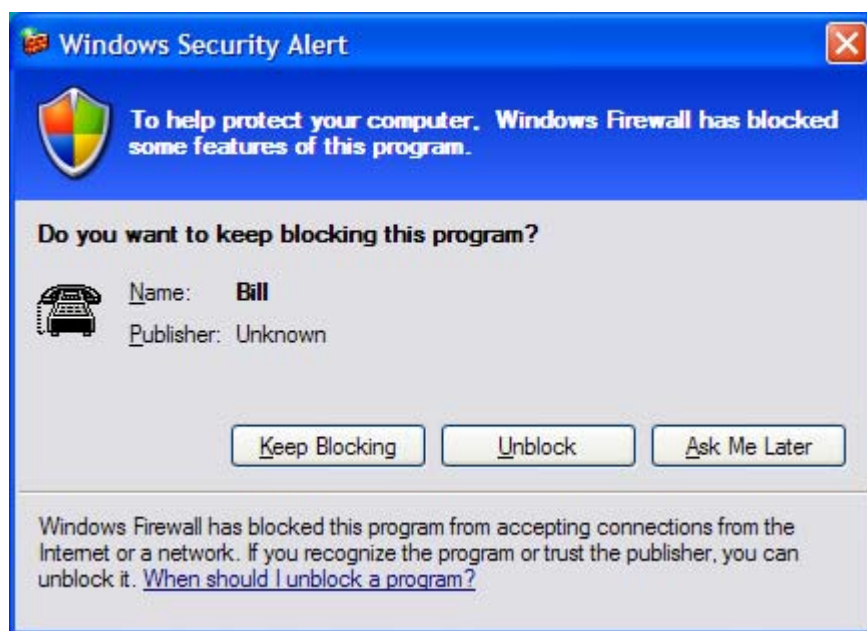 Windows Security Alert
To help protect your computer, Windows Firewall has blocked
some features of this program.
Do you want to keep blocking this program?
Name: Bill
Publisher: Unknown
Keep Blocking Unblock Ask Me Later
Windows Firewall has blocked this program from accepting connections from the
Internet or a network. If you recognize the program or trust the publisher, you can
unblock it. When should I unblock a program?